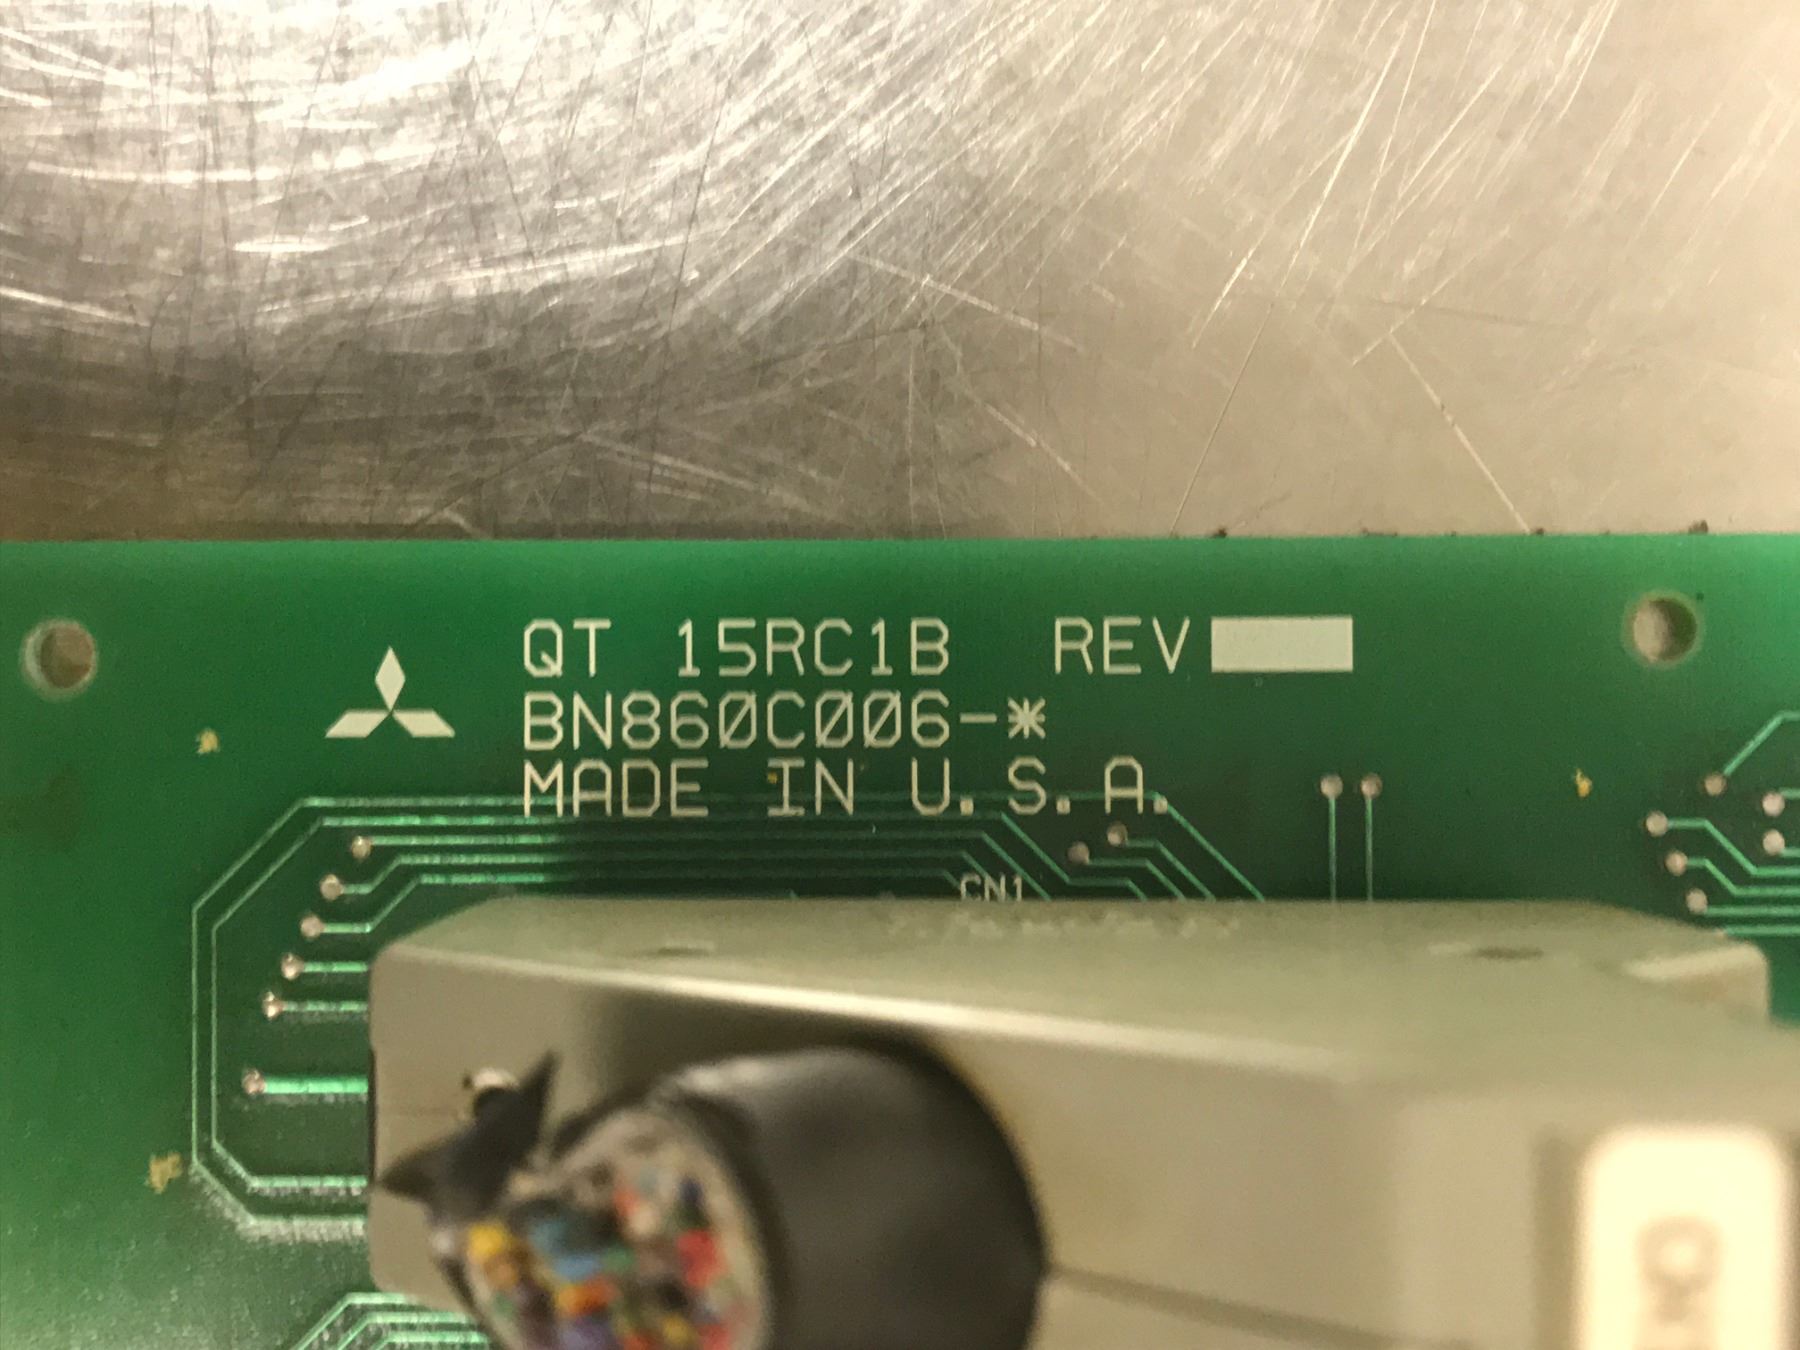 QT 15RC1B REV
BN860C006-*
MADE IN U.S.A.
CN1